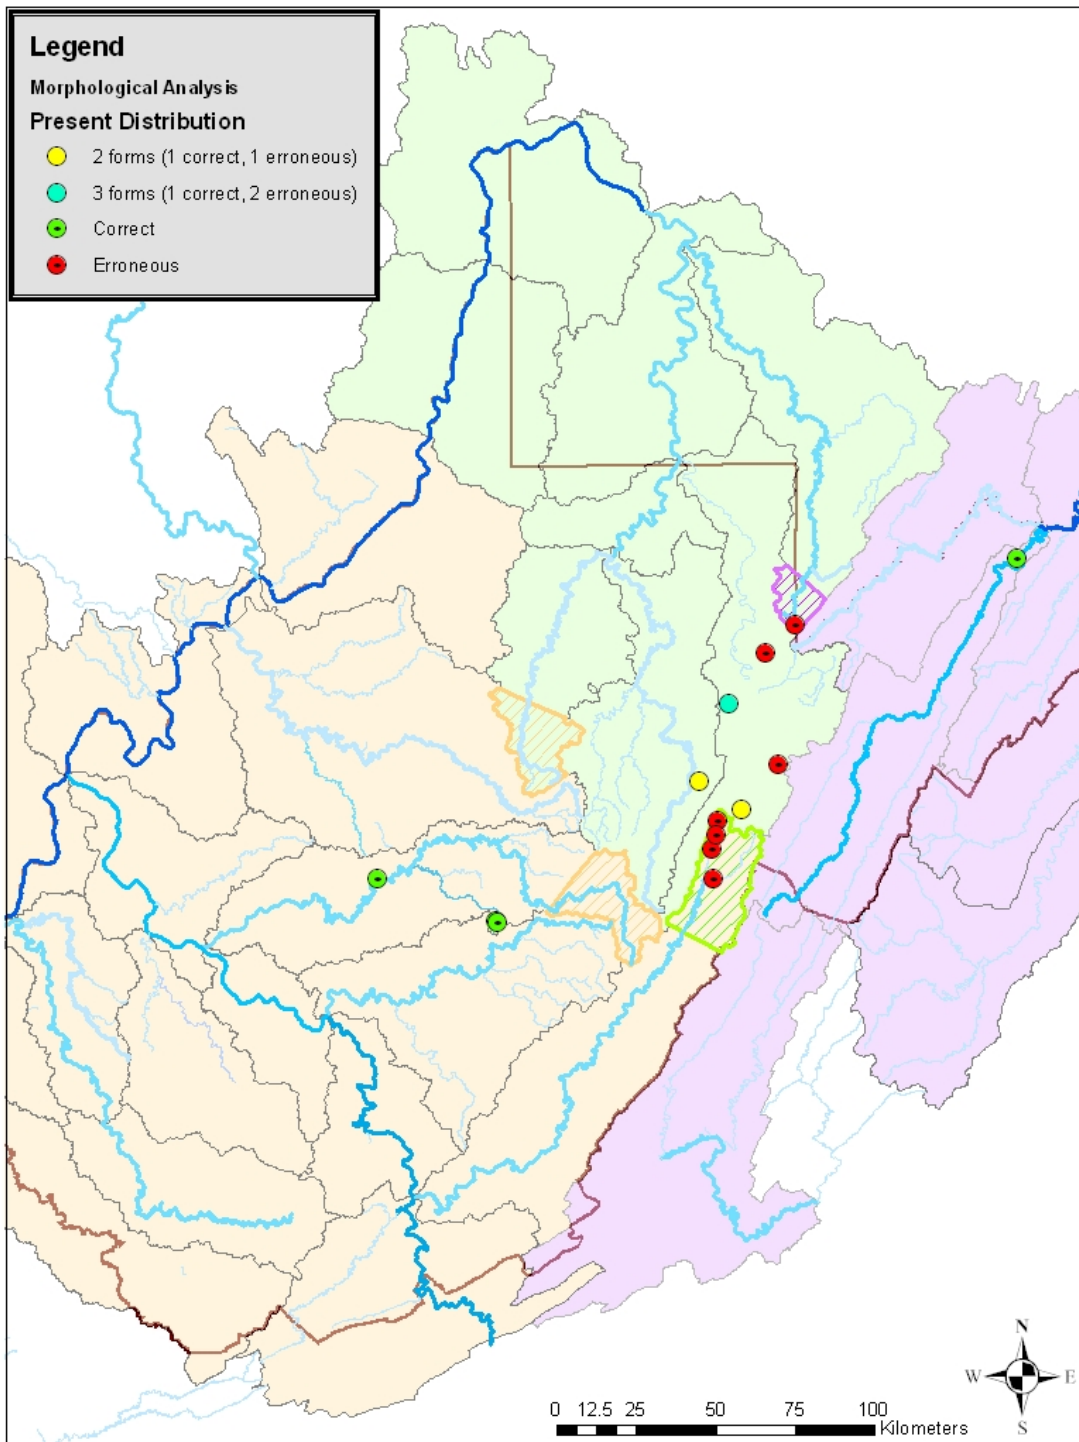 Legend
Morphological Analysis
Present Distribution
2 forms (1 correct, 1 erroneous)
3 forms (1 correct, 2 erroneous)
Correct
Erroneous
N
W E
S
0 12.5 25 50 75 100
Kilometers